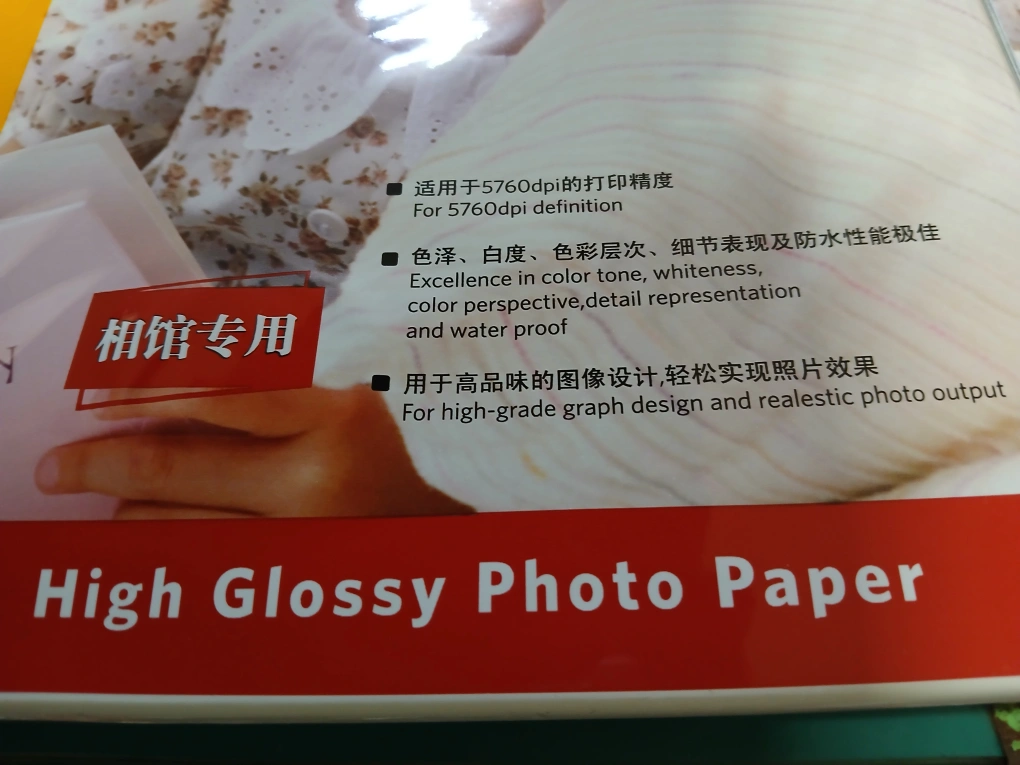 适用于5760dpi的打印精度
For 5760dpi definition
色泽、白度、色彩层次、细节表现及防水性能极佳
Excellence in color tone, whiteness,
color perspective,detail representation
and water proof
相馆专用
用于高品味的图像设计,轻松实现照片效果
For high-grade graph design and realestic photo output
High Glossy Photo Paper